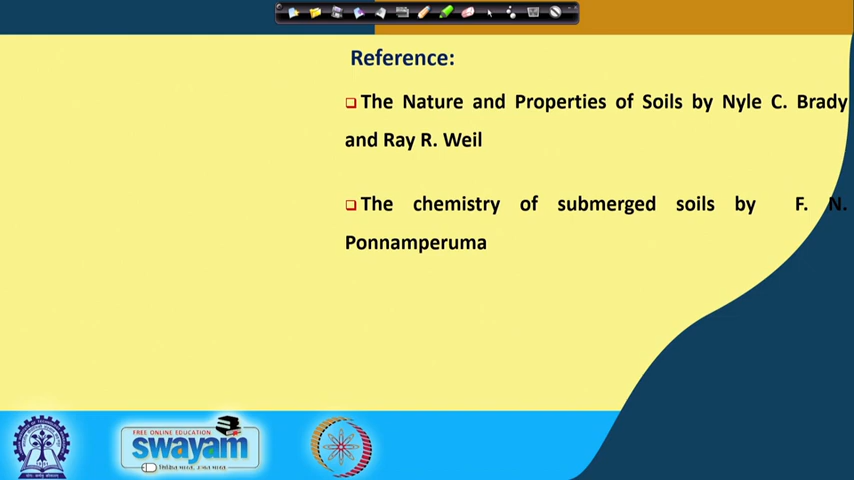 Reference:
The Nature and Properties of Soils by Nyle C. Brady
and Ray R. Weil
The chemistry of submerged soils by F. N.
Ponnamperuma
FREE ONLINE EDUCATION
swayam